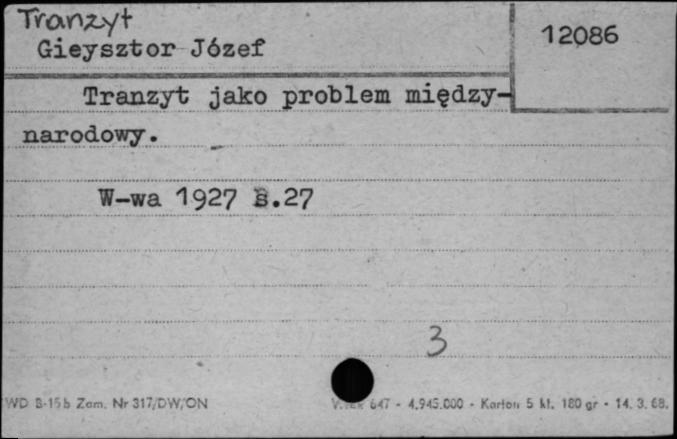 Tranzyt
Gieysztor Józef
12086
Tranzyt jako problem między-
narodowy.
W-wa 1927 s.27
3
WD B-15b Zam. Nr 317/DW/ON
647 - 4.945.000 - Karton 5 kl. 180 gr - 14. 3. 68.